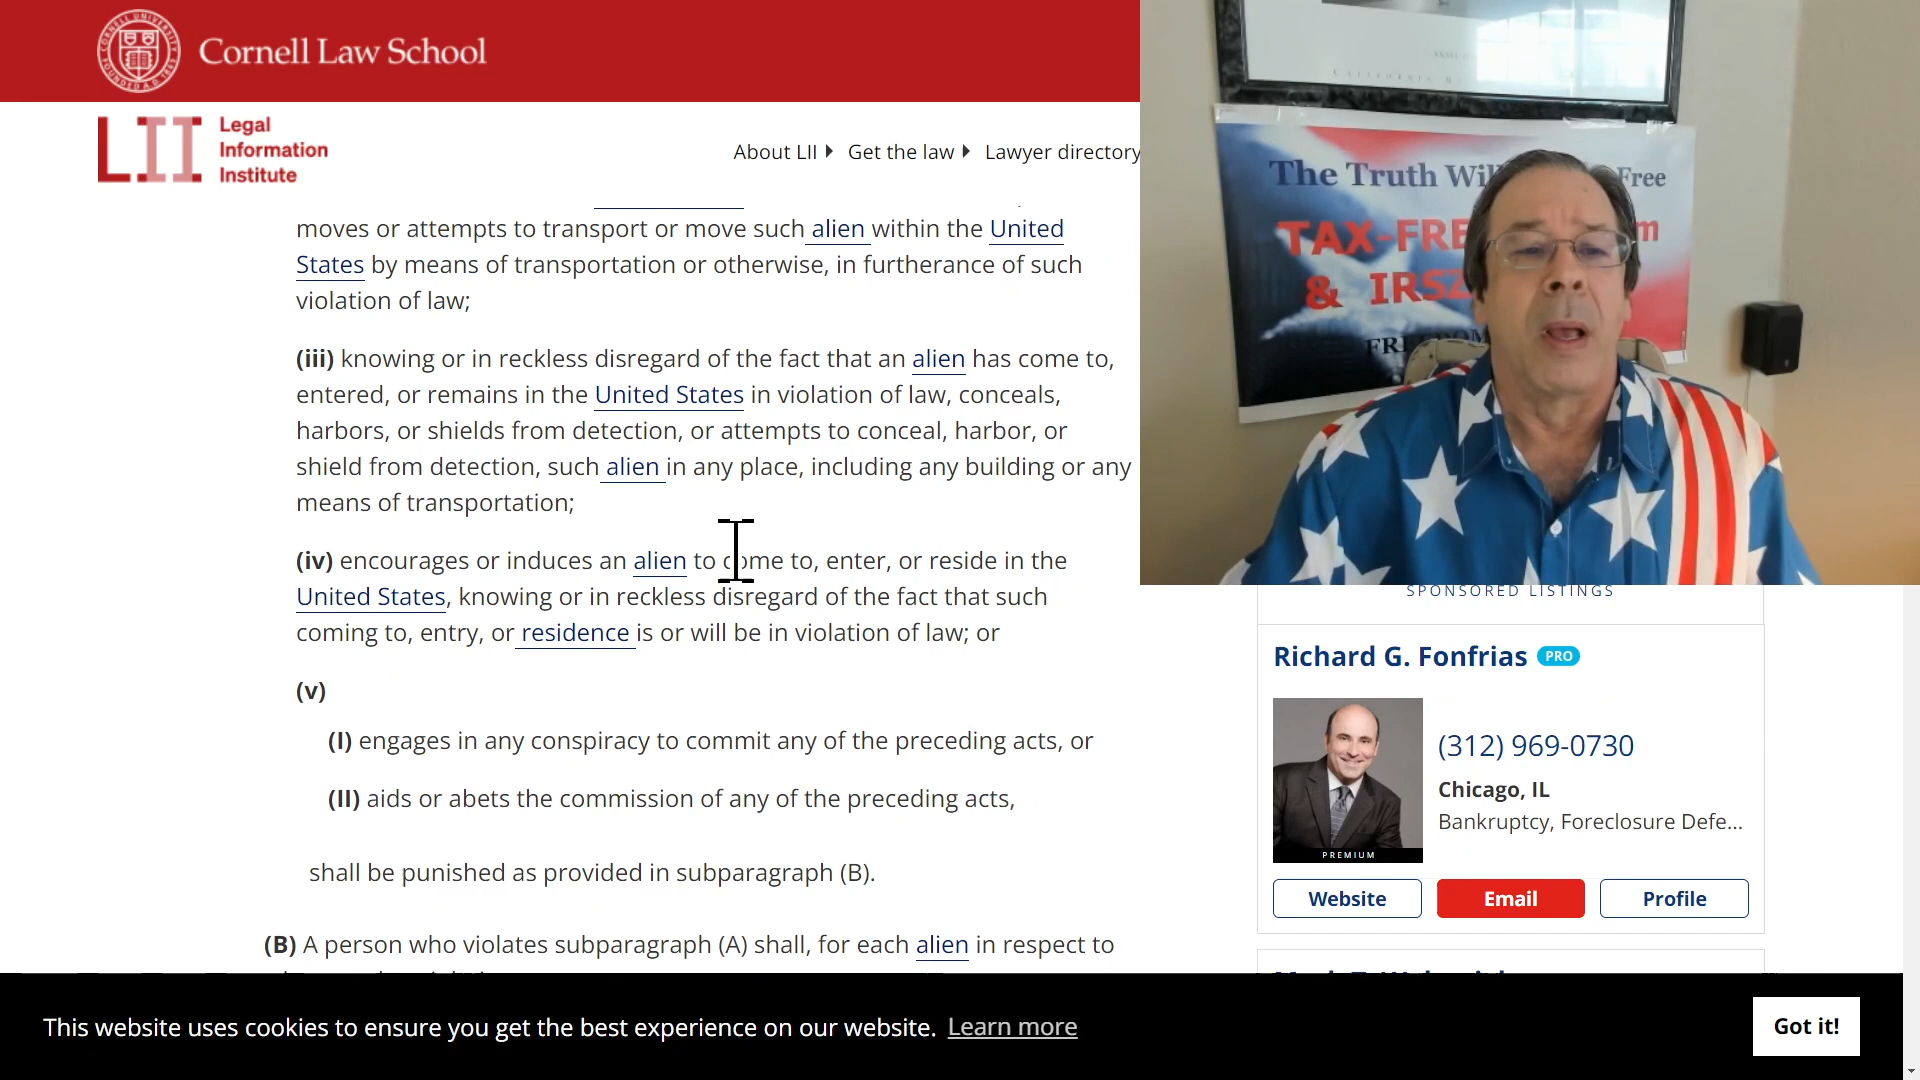 Cornell Law School
LII
Legal
Information
Institute
About LII
Get the law
Lawyer directory
moves or attempts to transport or move such alien within the United
States by means of transportation or otherwise, in furtherance of such
violation of law;
(iii) knowing or in reckless disregard of the fact that an alien has come to,
entered, or remains in the United States in violation of law, conceals,
harbors, or shields from detection, or attempts to conceal, harbor, or
shield from detection, such alien in any place, including any building or any
means of transportation;
(iv) encourages or induces an alien to come to, enter, or reside in the
United States, knowing or in reckless disregard of the fact that such
coming to, entry, or residence is or will be in violation of law; or
(v)
(I) engages in any conspiracy to commit any of the preceding acts, or
(II) aids or abets the commission of any of the preceding acts,
shall be punished as provided in subparagraph (B).
(B) A person who violates subparagraph (A) shall, for each alien in respect to
The Truth Free
& 
SPONSORED LISTINGS
Richard G. Fonfrias PRO
PREMIUM
(312) 969-0730
Chicago, IL
Bankruptcy, Foreclosure Defe...
Website
Email
Profile
This website uses cookies to ensure you get the best experience on our website. Learn more
Got it!